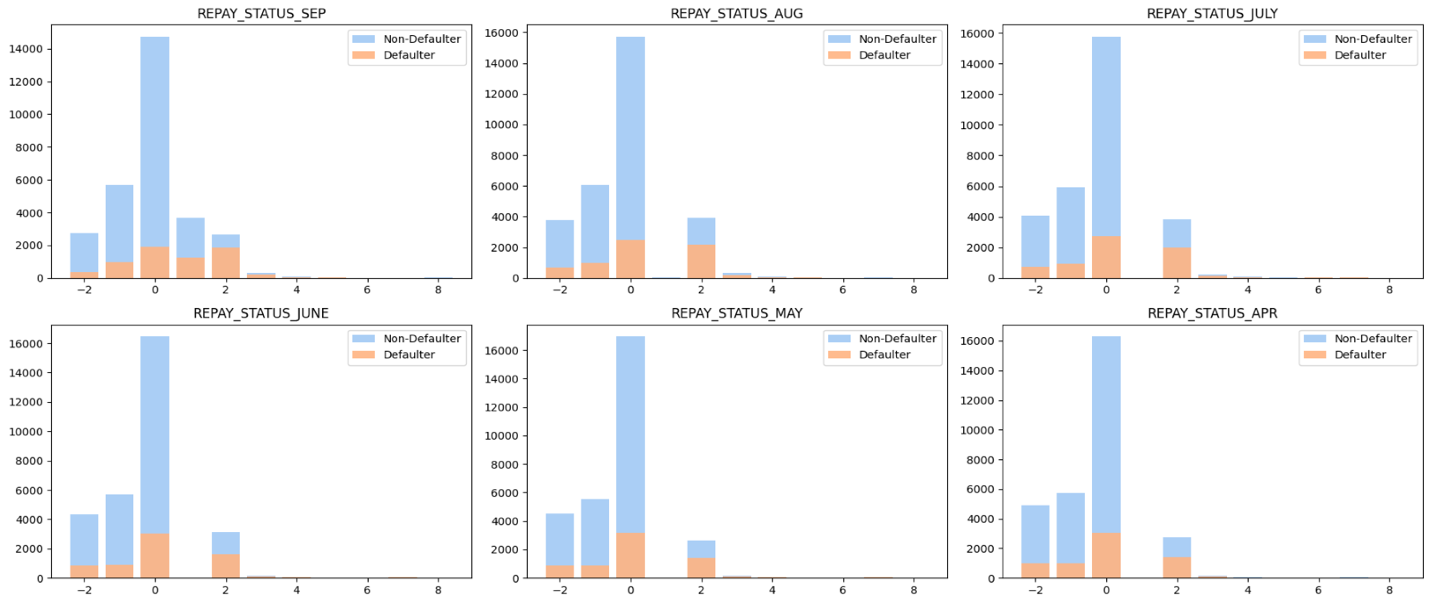 REPAY_STATUS_SEP
Non-Defaulter
Defaulter
14000
12000
10000
8000
6000
4000
2000
0
−2 0 2 4 6 8
REPAY_STATUS_AUG
Non-Defaulter
Defaulter
16000
14000
12000
10000
8000
6000
4000
2000
0
−2 0 2 4 6 8
REPAY_STATUS_JULY
Non-Defaulter
Defaulter
16000
14000
12000
10000
8000
6000
4000
2000
0
−2 0 2 4 6 8
REPAY_STATUS_JUNE
Non-Defaulter
Defaulter
16000
14000
12000
10000
8000
6000
4000
2000
0
−2 0 2 4 6 8
REPAY_STATUS_MAY
Non-Defaulter
Defaulter
16000
14000
12000
10000
8000
6000
4000
2000
0
−2 0 2 4 6 8
REPAY_STATUS_APR
Non-Defaulter
Defaulter
16000
14000
12000
10000
8000
6000
4000
2000
0
−2 0 2 4 6 8